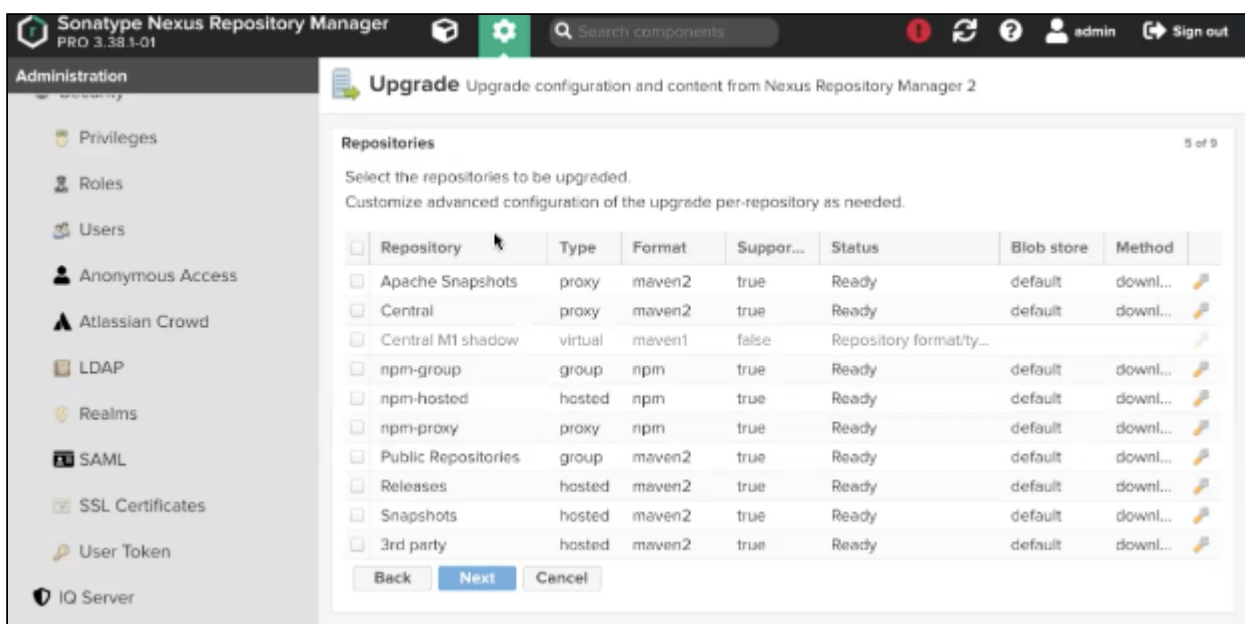 Sonatype Nexus Repository Manager
PRO 3.38.1-01
Search components
admin
Sign out
Administration
Security
Privileges
Roles
Users
Anonymous Access
Atlassian Crowd
LDAP
Realms
SAML
SSL Certificates
User Token
IQ Server
Upgrade Upgrade configuration and content from Nexus Repository Manager 2
Repositories 5 of 9
Select the repositories to be upgraded.
Customize advanced configuration of the upgrade per-repository as needed.
Repository Type Format Suppor... Status Blob store Method
Apache Snapshots proxy maven2 true Ready default downl...
Central proxy maven2 true Ready default downl...
Central M1 shadow virtual maven1 false Repository format/ty...
npm-group group npm true Ready default downl...
npm-hosted hosted npm true Ready default downl...
npm-proxy proxy npm true Ready default downl...
Public Repositories group maven2 true Ready default downl...
Releases hosted maven2 true Ready default downl...
Snapshots hosted maven2 true Ready default downl...
3rd party hosted maven2 true Ready default downl...
Back Next Cancel